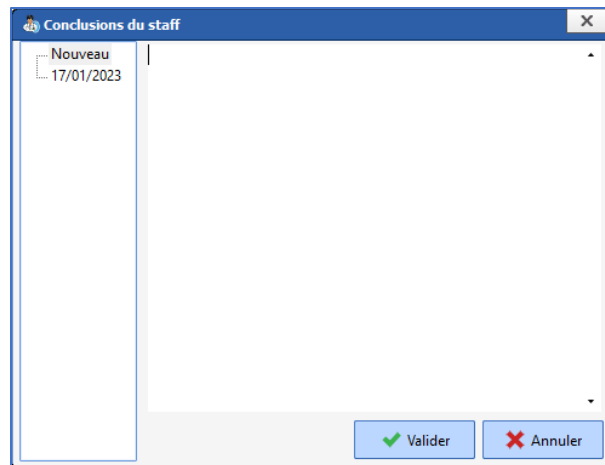 Conclusions du staff
Nouveau
17/01/2023
Valider
Annuler